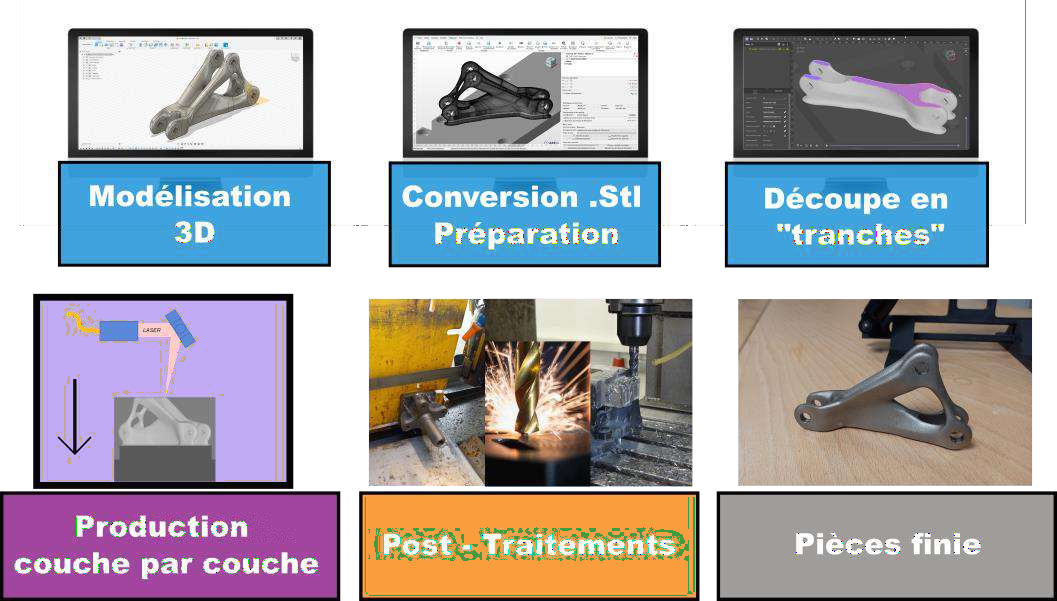 Modélisation
3D
Conversion .Stl
Préparation
Découpe en
"tranches"
LASER
Production
couche par couche
Post - Traitements
Pièces finie